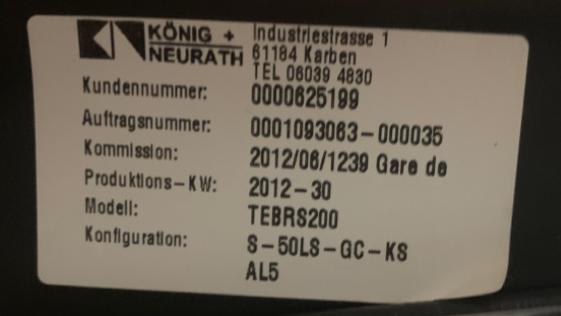 KÖNIG + NEURATH
Industriestrasse 1
61184 Karben
TEL 06039 4830
Kundennummer: 0000625199
Auftragsnummer: 0001093063-000035
Kommission: 2012/06/1239 Gare de
Produktions-KW: 2012-30
Modell: TEBRS200
Konfiguration: S-50LS-GC-KS
AL5